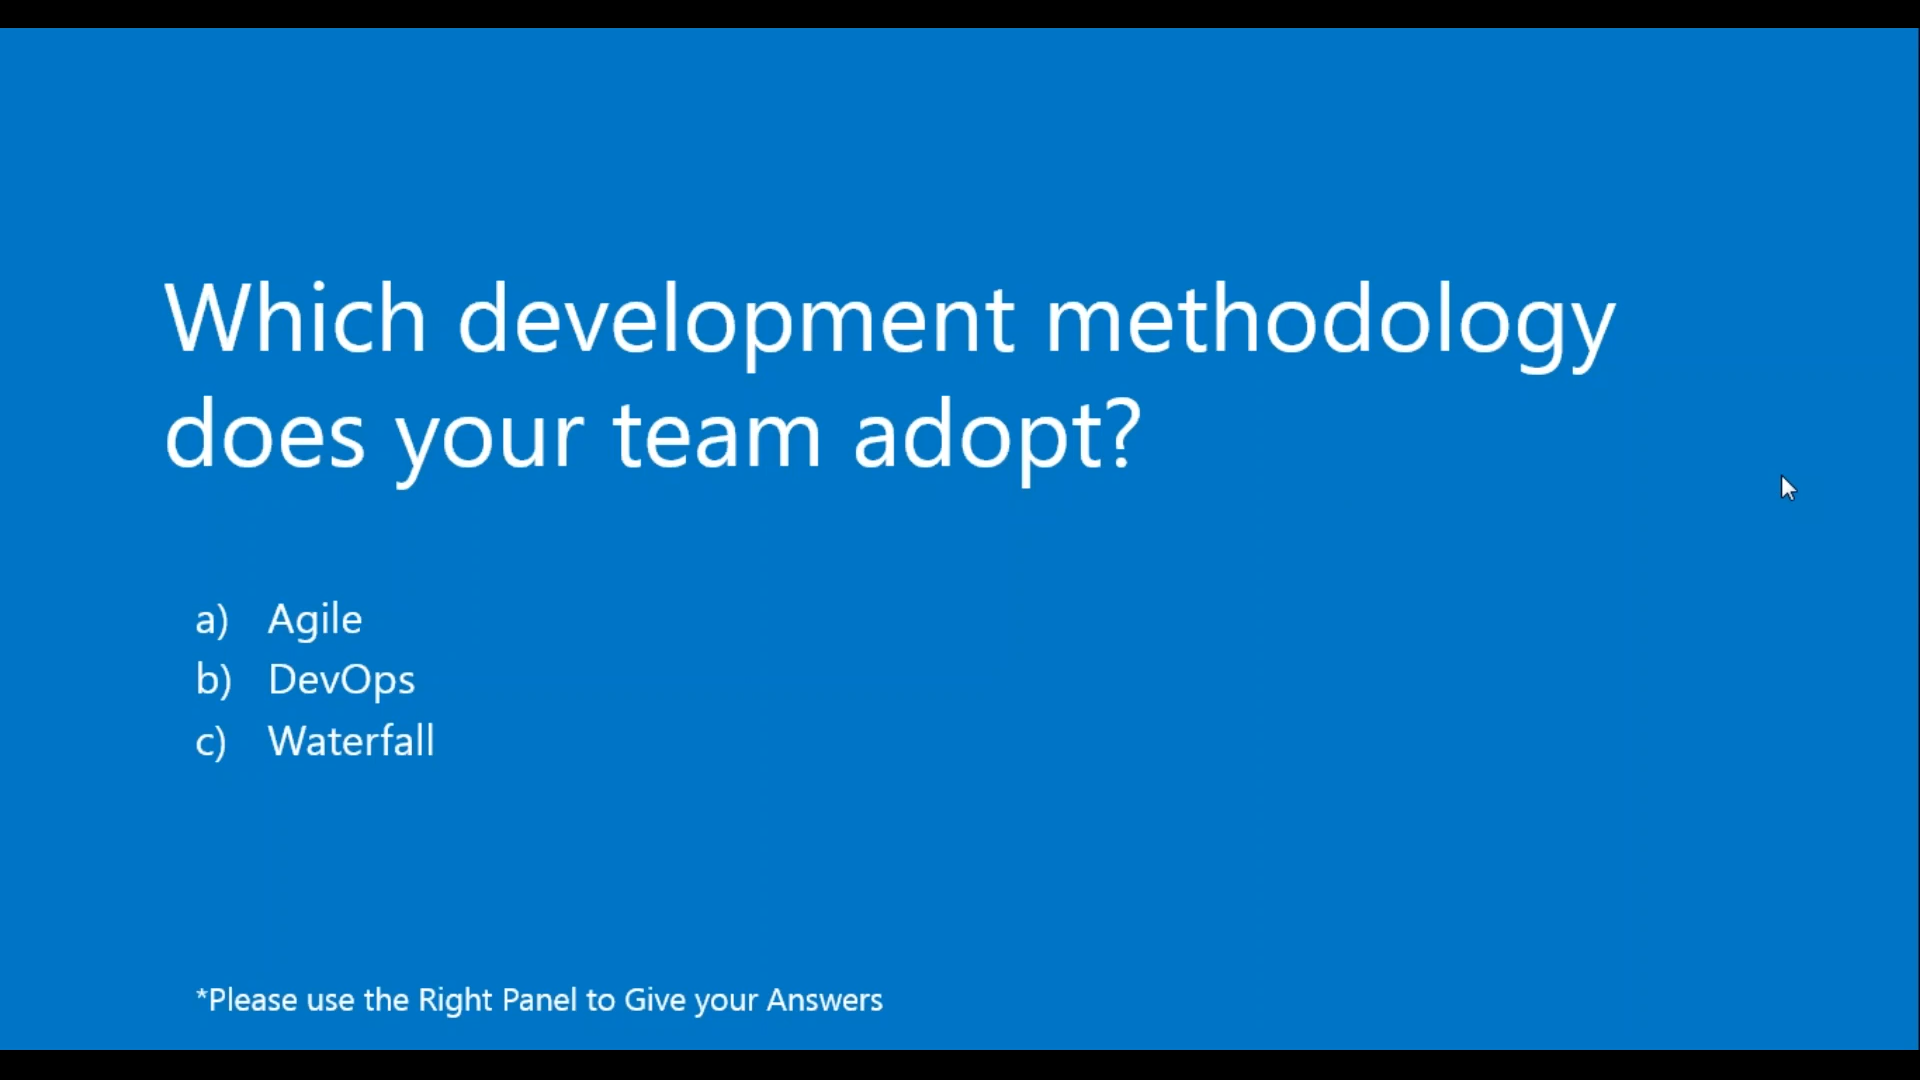 Which development methodology
does your team adopt?
a) Agile
b) DevOps
c) Waterfall
*Please use the Right Panel to Give your Answers